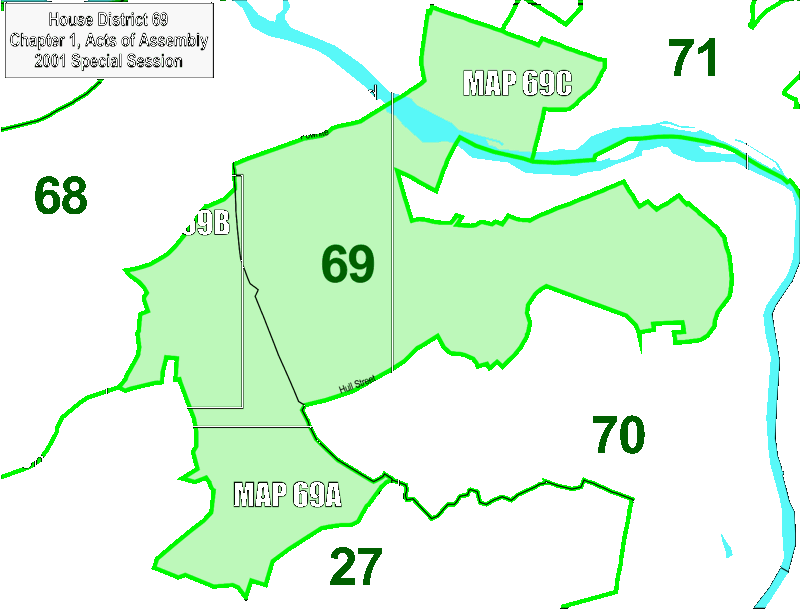 House District 69
Chapter 1, Acts of Assembly
2001 Special Session
71
MAP 69C
68
69B
69
Hull Street
70
MAP 69A
27